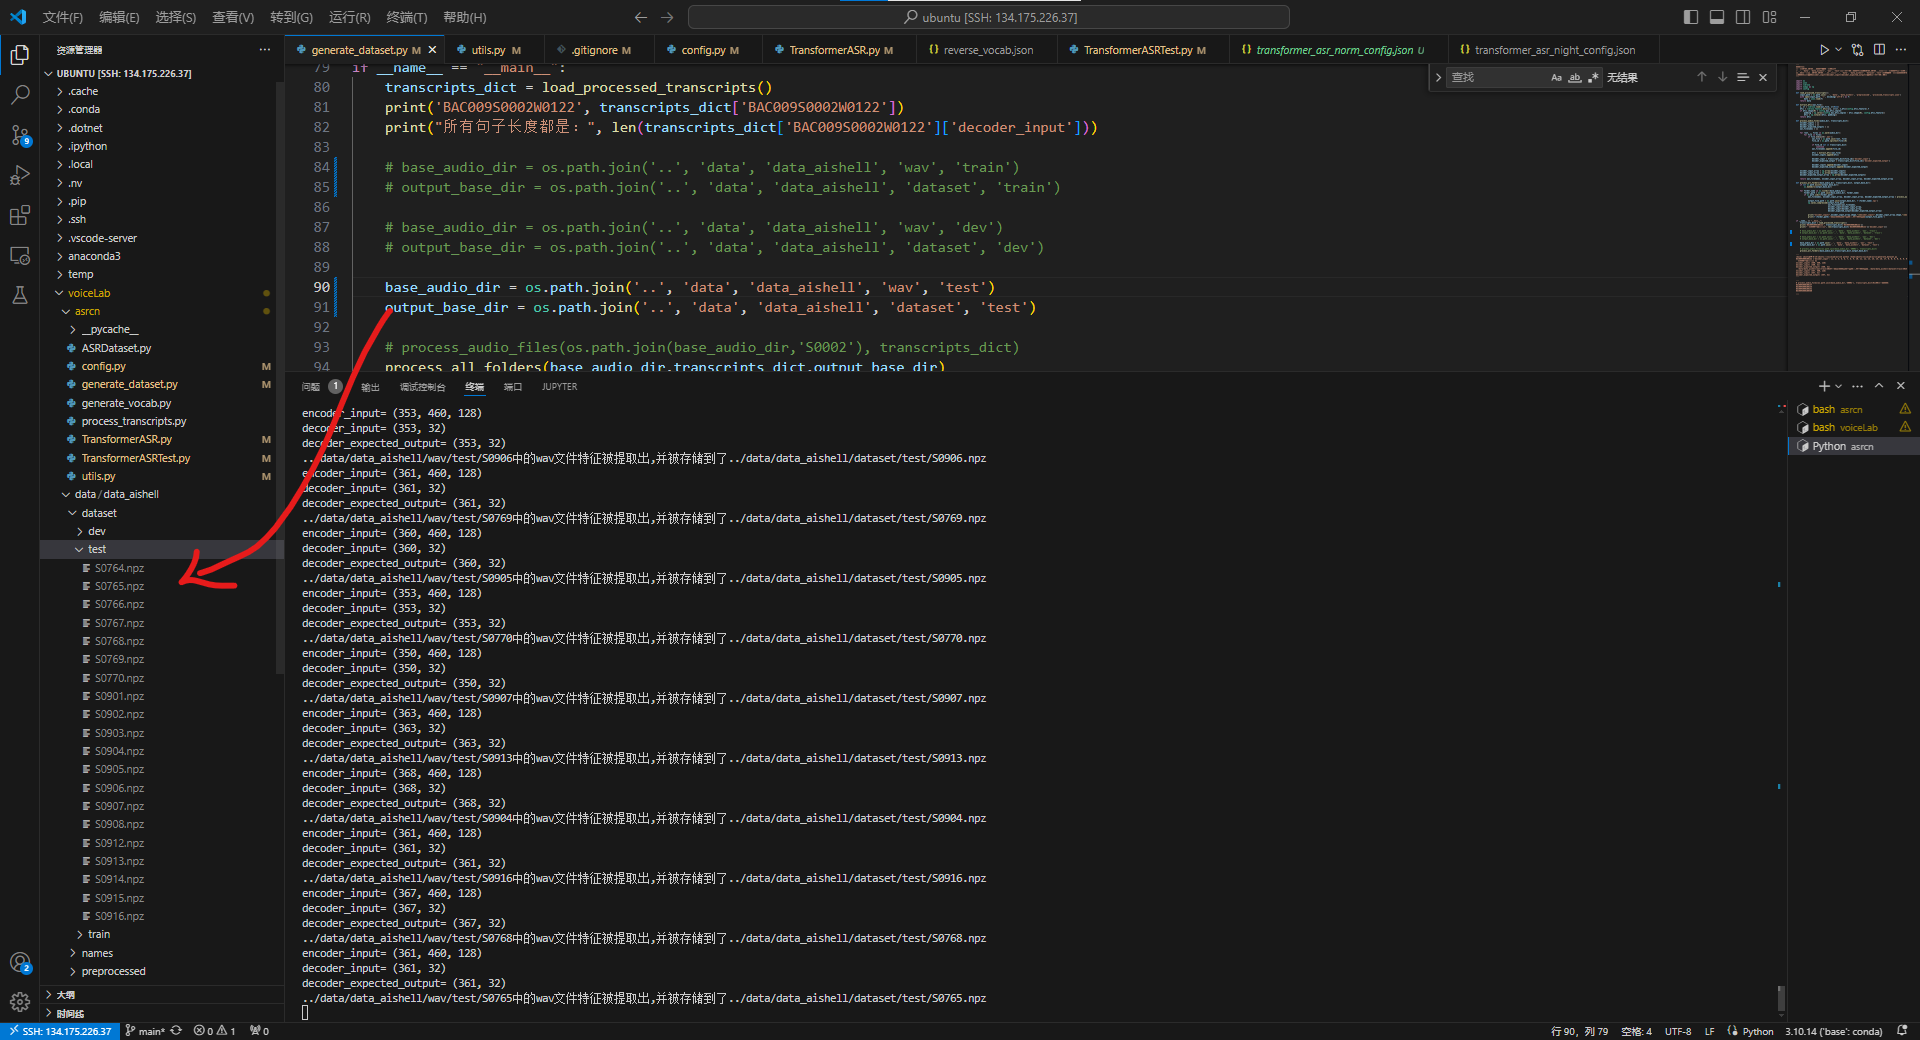 文件(F) 编辑(E) 选择(S) 查看(V) 转到(G) 运行(R) 终端(T) 帮助(H)
ubuntu [SSH: 134.175.226.37]
资源管理器
generate_dataset.py M
utils.py M
.gitignore M
config.py M
TransformerASR.py M
reverse_vocab.json
TransformerASRTest.py M
transformer_asr_norm_config.json U
transformer_asr_night_config.json
UBUNTU [SSH: 134.175.226.37]
.cache
.conda
.dotnet
.ipython
.local
.nv
.pip
.ssh
.vscode-server
anaconda3
temp
voiceLab
asrcn
__pycache__
ASRDataset.py
config.py M
generate_dataset.py M
generate_vocab.py
process_transcripts.py
TransformerASR.py M
TransformerASRTest.py M
utils.py M
data / data_aishell
dataset
dev
test
S0764.npz
S0765.npz
S0766.npz
S0767.npz
S0768.npz
S0769.npz
S0770.npz
S0901.npz
S0902.npz
S0903.npz
S0904.npz
S0905.npz
S0906.npz
S0907.npz
S0908.npz
S0912.npz
S0913.npz
S0914.npz
S0915.npz
S0916.npz
train
names
preprocessed
大纲
时间线
9
2
查找
Aa ab
无结果
79 if __name__ == "__main__":
80 transcripts_dict = load_processed_transcripts()
81 print('BAC009S0002W0122', transcripts_dict['BAC009S0002W0122'])
82 print("所有句子长度都是：", len(transcripts_dict['BAC009S0002W0122']['decoder_input']))
83
84 # base_audio_dir = os.path.join('..', 'data', 'data_aishell', 'wav', 'train')
85 # output_base_dir = os.path.join('..', 'data', 'data_aishell', 'dataset', 'train')
86
87 # base_audio_dir = os.path.join('..', 'data', 'data_aishell', 'wav', 'dev')
88 # output_base_dir = os.path.join('..', 'data', 'data_aishell', 'dataset', 'dev')
89
90 base_audio_dir = os.path.join('..', 'data', 'data_aishell', 'wav', 'test')
91 output_base_dir = os.path.join('..', 'data', 'data_aishell', 'dataset', 'test')
92
93 # process_audio_files(os.path.join(base_audio_dir,'S0002'), transcripts_dict)
94 process_all_folders(base_audio_dir,transcripts_dict,output_base_dir)
问题 1 输出 调试控制台 终端 端口 JUPYTER
encoder_input= (353, 460, 128)
decoder_input= (353, 32)
decoder_expected_output= (353, 32)
../data/data_aishell/wav/test/S0906中的wav文件特征被提取出,并被存储到了../data/data_aishell/dataset/test/S0906.npz
encoder_input= (361, 460, 128)
decoder_input= (361, 32)
decoder_expected_output= (361, 32)
../data/data_aishell/wav/test/S0769中的wav文件特征被提取出,并被存储到了../data/data_aishell/dataset/test/S0769.npz
encoder_input= (360, 460, 128)
decoder_input= (360, 32)
decoder_expected_output= (360, 32)
../data/data_aishell/wav/test/S0905中的wav文件特征被提取出,并被存储到了../data/data_aishell/dataset/test/S0905.npz
encoder_input= (353, 460, 128)
decoder_input= (353, 32)
decoder_expected_output= (353, 32)
../data/data_aishell/wav/test/S0770中的wav文件特征被提取出,并被存储到了../data/data_aishell/dataset/test/S0770.npz
encoder_input= (350, 460, 128)
decoder_input= (350, 32)
decoder_expected_output= (350, 32)
../data/data_aishell/wav/test/S0907中的wav文件特征被提取出,并被存储到了../data/data_aishell/dataset/test/S0907.npz
encoder_input= (363, 460, 128)
decoder_input= (363, 32)
decoder_expected_output= (363, 32)
../data/data_aishell/wav/test/S0913中的wav文件特征被提取出,并被存储到了../data/data_aishell/dataset/test/S0913.npz
encoder_input= (368, 460, 128)
decoder_input= (368, 32)
decoder_expected_output= (368, 32)
../data/data_aishell/wav/test/S0904中的wav文件特征被提取出,并被存储到了../data/data_aishell/dataset/test/S0904.npz
encoder_input= (361, 460, 128)
decoder_input= (361, 32)
decoder_expected_output= (361, 32)
../data/data_aishell/wav/test/S0916中的wav文件特征被提取出,并被存储到了../data/data_aishell/dataset/test/S0916.npz
encoder_input= (367, 460, 128)
decoder_input= (367, 32)
decoder_expected_output= (367, 32)
../data/data_aishell/wav/test/S0768中的wav文件特征被提取出,并被存储到了../data/data_aishell/dataset/test/S0768.npz
encoder_input= (361, 460, 128)
decoder_input= (361, 32)
decoder_expected_output= (361, 32)
../data/data_aishell/wav/test/S0765中的wav文件特征被提取出,并被存储到了../data/data_aishell/dataset/test/S0765.npz
bash asrcn
bash voiceLab
Python asrcn
SSH: 134.175.226.37 main* 0 1 0
行 90，列 79 空格: 4 UTF-8 LF Python 3.10.14 ('base': conda)